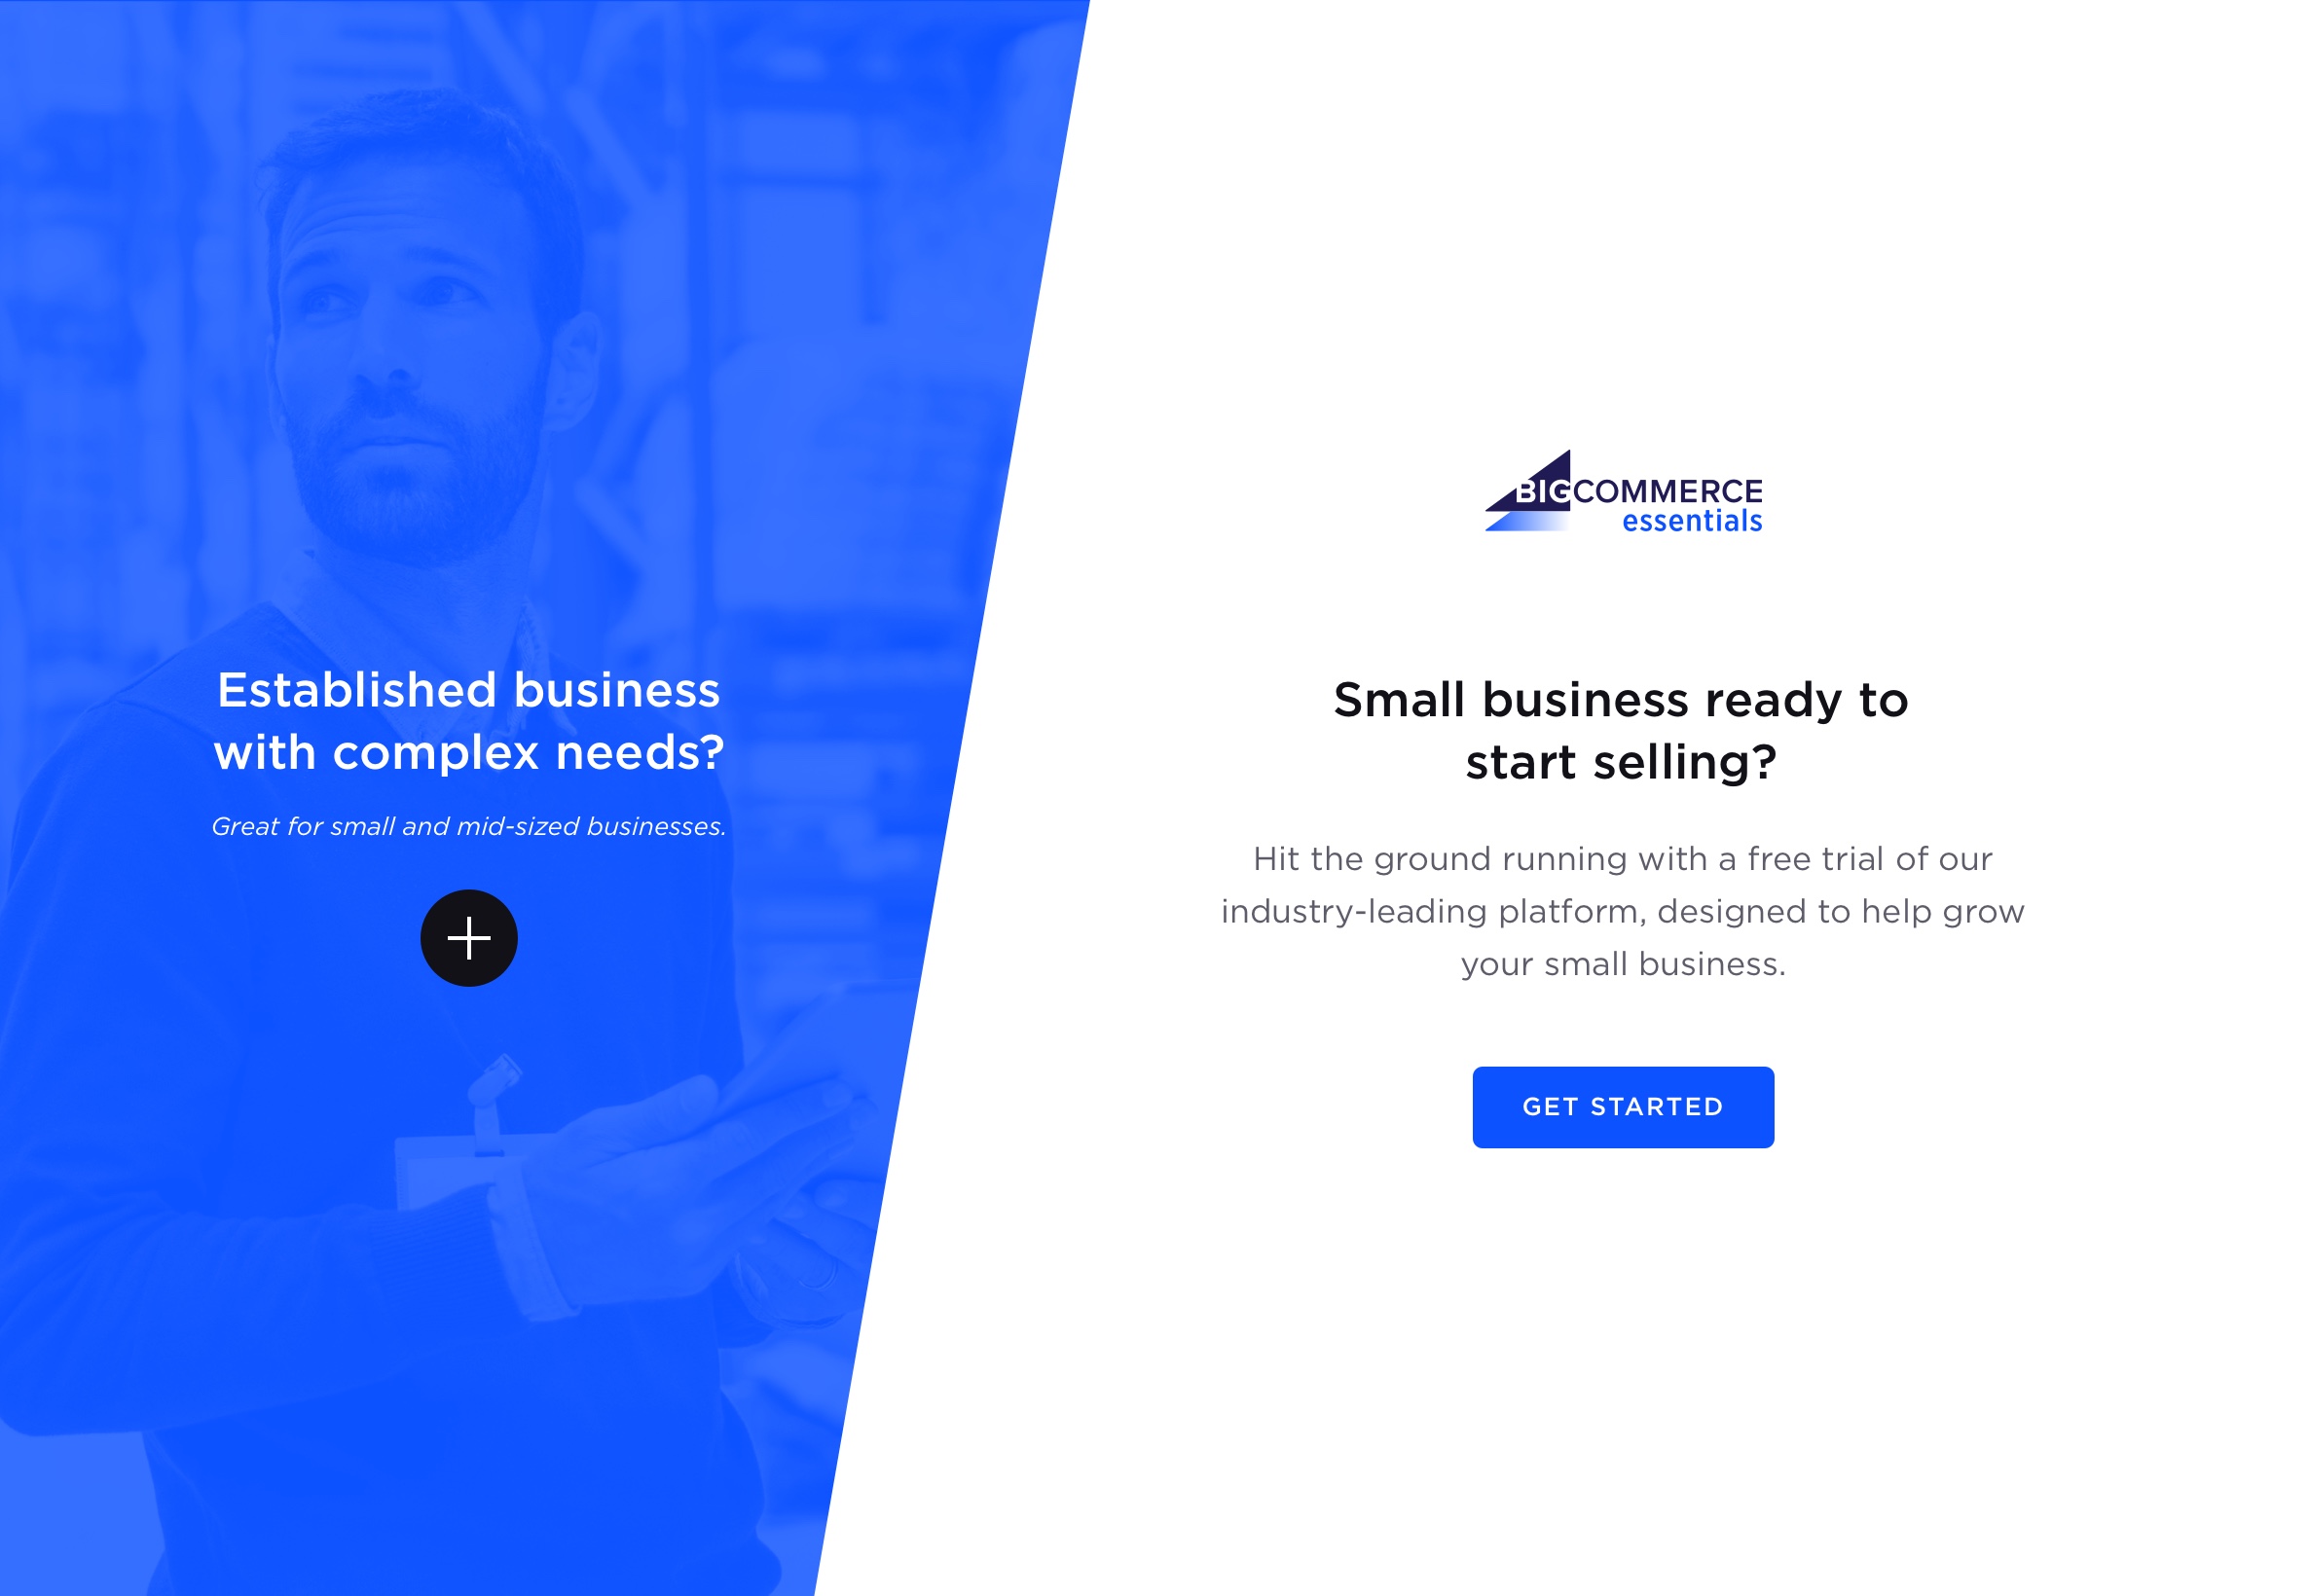 Established business
with complex needs?
Great for small and mid-sized businesses.
BIGCOMMERCE
essentials
Small business ready to
start selling?
Hit the ground running with a free trial of our
industry-leading platform, designed to help grow
your small business.
GET STARTED